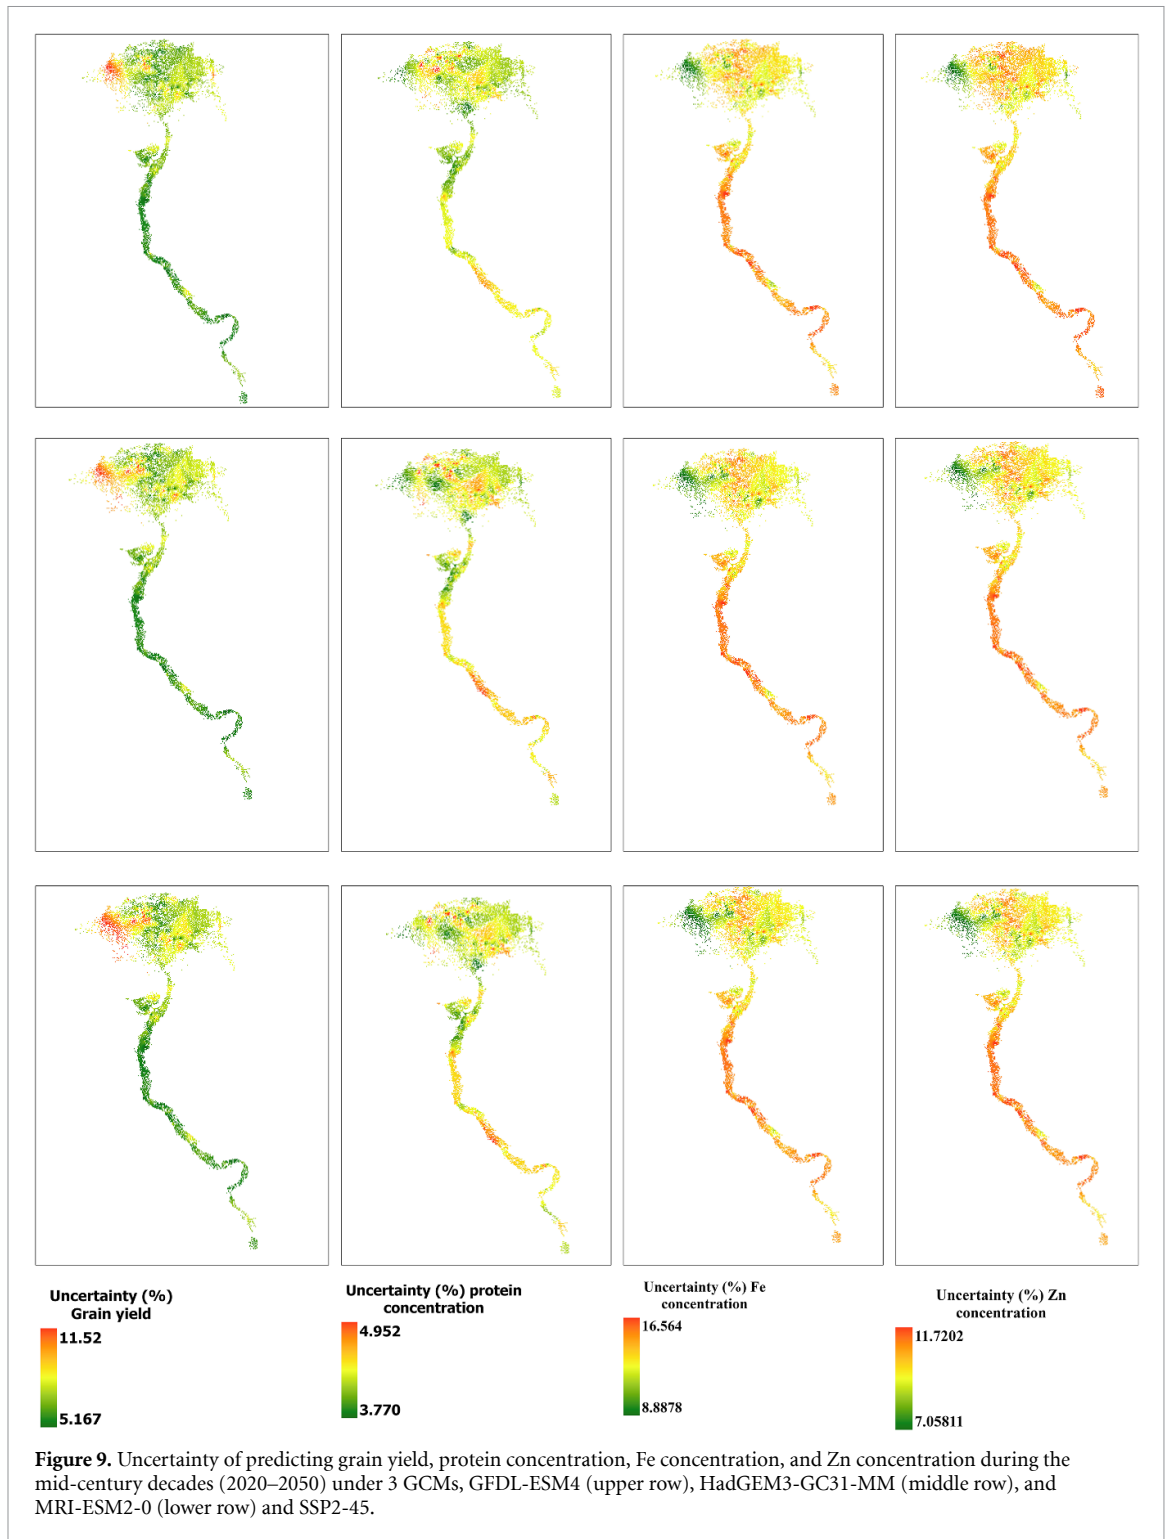 Uncertainty (%)
Grain yield
11.52
5.167
Uncertainty (%) protein
concentration
4.952
3.770
Uncertainty (%) Fe
concentration
16.564
8.8878
Uncertainty (%) Zn
concentration
11.7202
7.05811
Figure 9. Uncertainty of predicting grain yield, protein concentration, Fe concentration, and Zn concentration during the
mid-century decades (2020–2050) under 3 GCMs, GFDL-ESM4 (upper row), HadGEM3-GC31-MM (middle row), and
MRI-ESM2-0 (lower row) and SSP2-45.